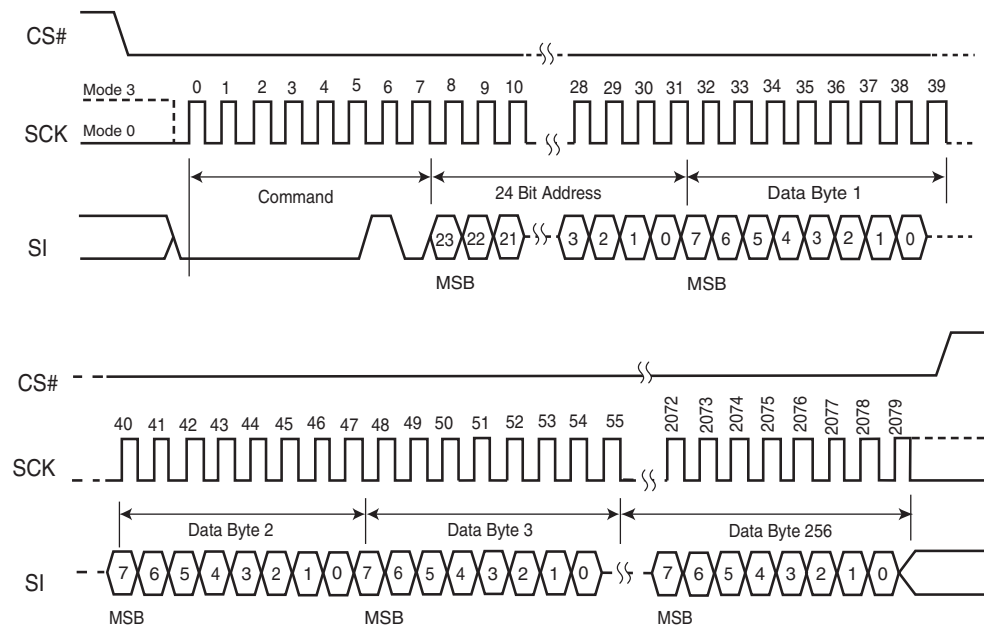 CS#
Mode 3
0 1 2 3 4 5 6 7 8 9 10 28 29 30 31 32 33 34 35 36 37 38 39
SCK
Mode 0
Command
24 Bit Address
Data Byte 1
SI
23 22 21 3 2 1 0 7 6 5 4 3 2 1 0
MSB
MSB
CS#
40 41 42 43 44 45 46 47 48 49 50 51 52 53 54 55 2072 2073 2074 2075 2076 2077 2078 2079
SCK
Data Byte 2
Data Byte 3
Data Byte 256
SI
7 6 5 4 3 2 1 0 7 6 5 4 3 2 1 0 7 6 5 4 3 2 1 0
MSB
MSB
MSB